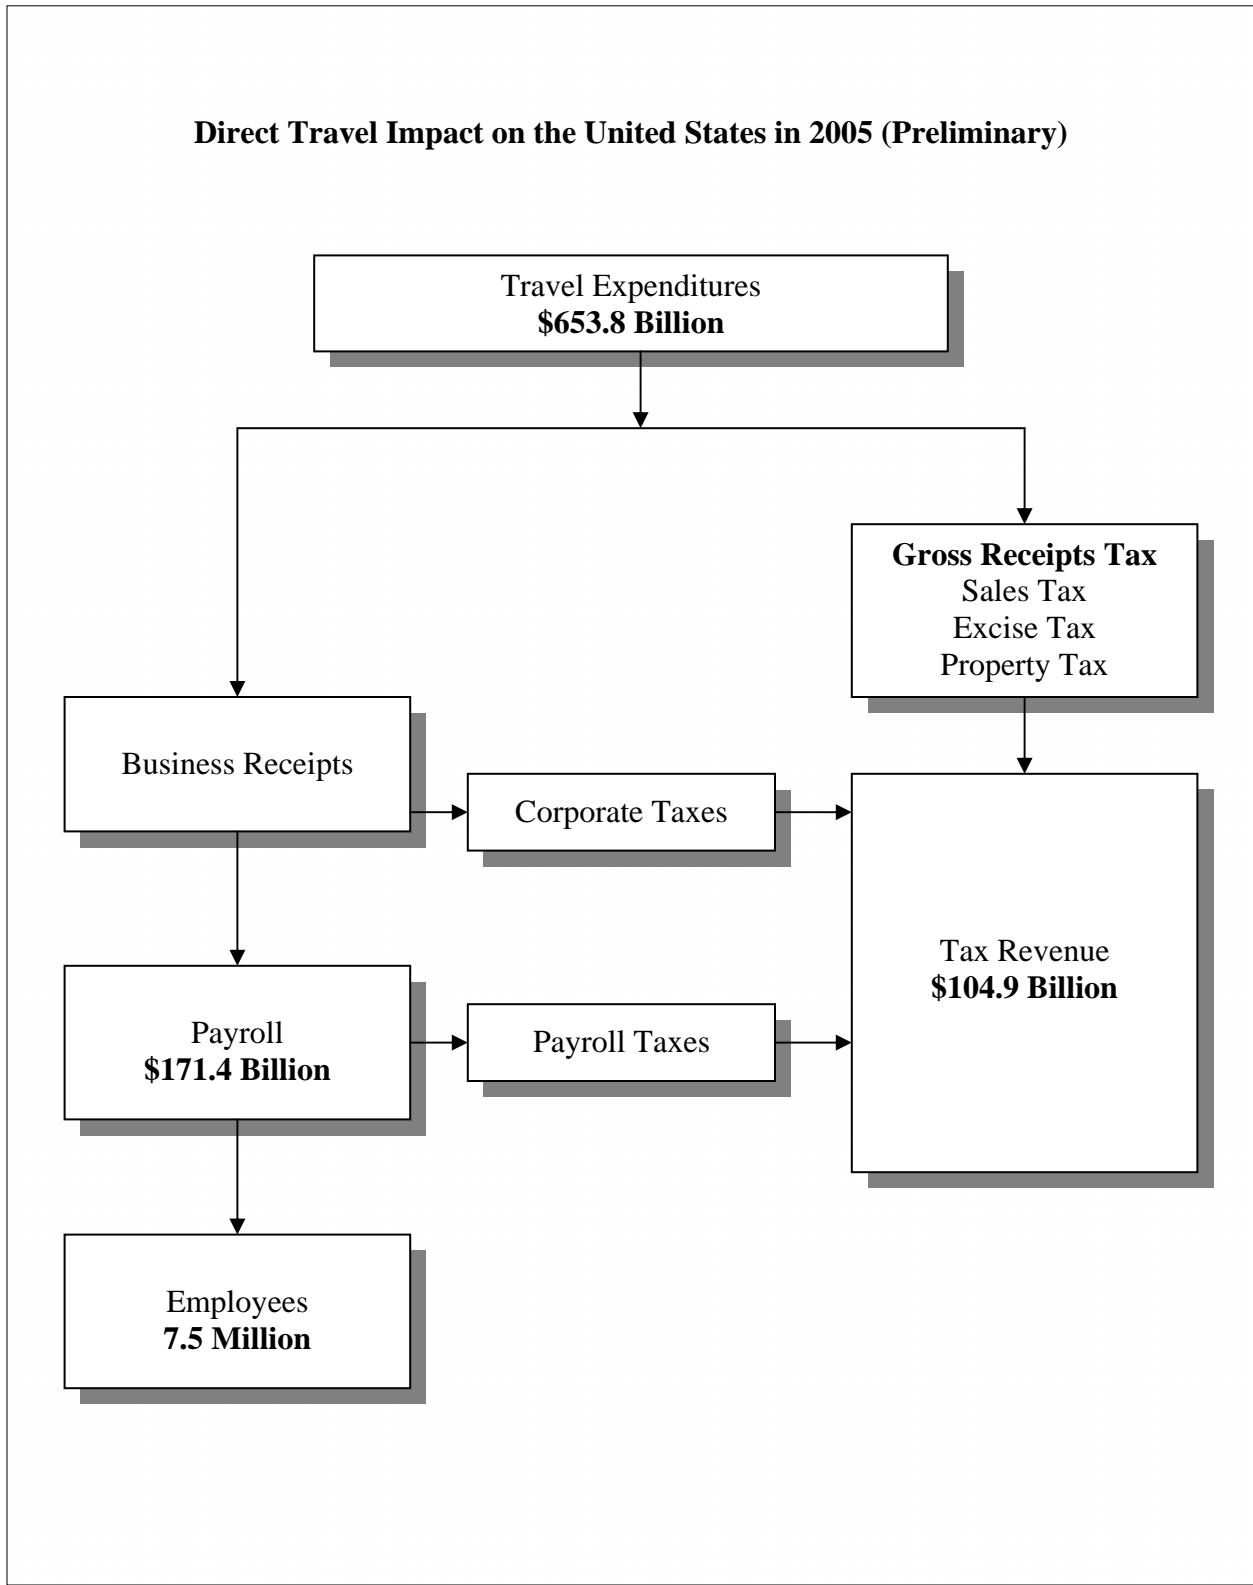 Direct Travel Impact on the United States in 2005 (Preliminary)
Travel Expenditures
$653.8 Billion
Gross Receipts Tax
Sales Tax
Excise Tax
Property Tax
Business Receipts
Corporate Taxes
Tax Revenue
$104.9 Billion
Payroll
$171.4 Billion
Payroll Taxes
Employees
7.5 Million